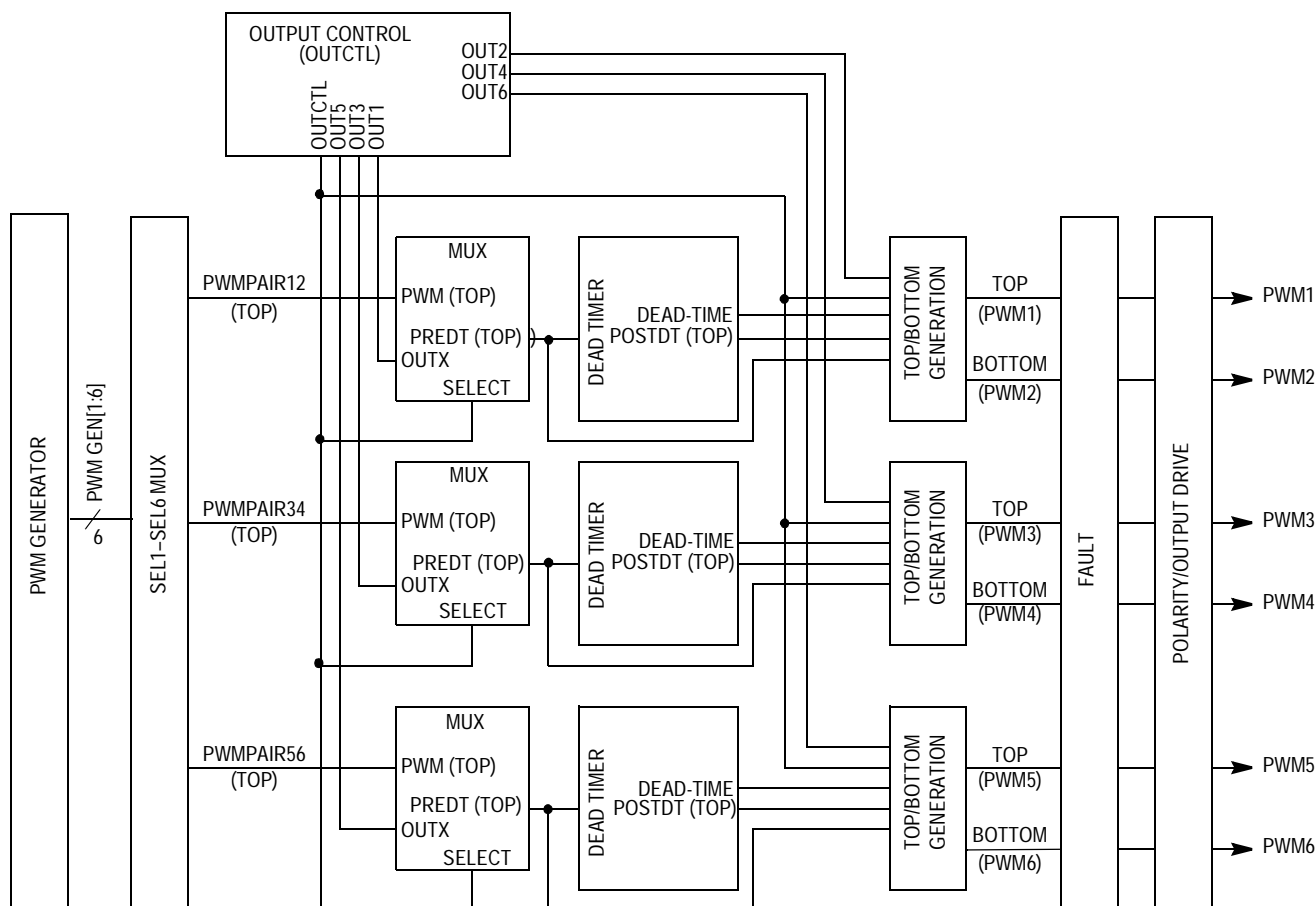 OUTPUT CONTROL
(OUTCTL)
OUT2
OUT4
OUT6
OUTCTL
OUT5
OUT3
OUT1
PWM GENERATOR
PWM GEN[1:6]
6
SEL1–SEL6 MUX
PWMPAIR12
(TOP)
MUX
PWM (TOP)
PREDT (TOP) )
OUTX
SELECT
DEAD TIMER
DEAD-TIME
POSTDT (TOP)
TOP/BOTTOM
GENERATION
TOP
(PWM1)
BOTTOM
(PWM2)
PWMPAIR34
(TOP)
MUX
PWM (TOP)
PREDT (TOP)
OUTX
SELECT
DEAD TIMER
DEAD-TIME
POSTDT (TOP)
TOP/BOTTOM
GENERATION
TOP
(PWM3)
BOTTOM
(PWM4)
PWMPAIR56
(TOP)
MUX
PWM (TOP)
PREDT (TOP)
OUTX
SELECT
DEAD TIMER
DEAD-TIME
POSTDT (TOP)
TOP/BOTTOM
GENERATION
TOP
(PWM5)
BOTTOM
(PWM6)
FAULT
POLARITY/OUTPUT DRIVE
PWM1
PWM2
PWM3
PWM4
PWM5
PWM6